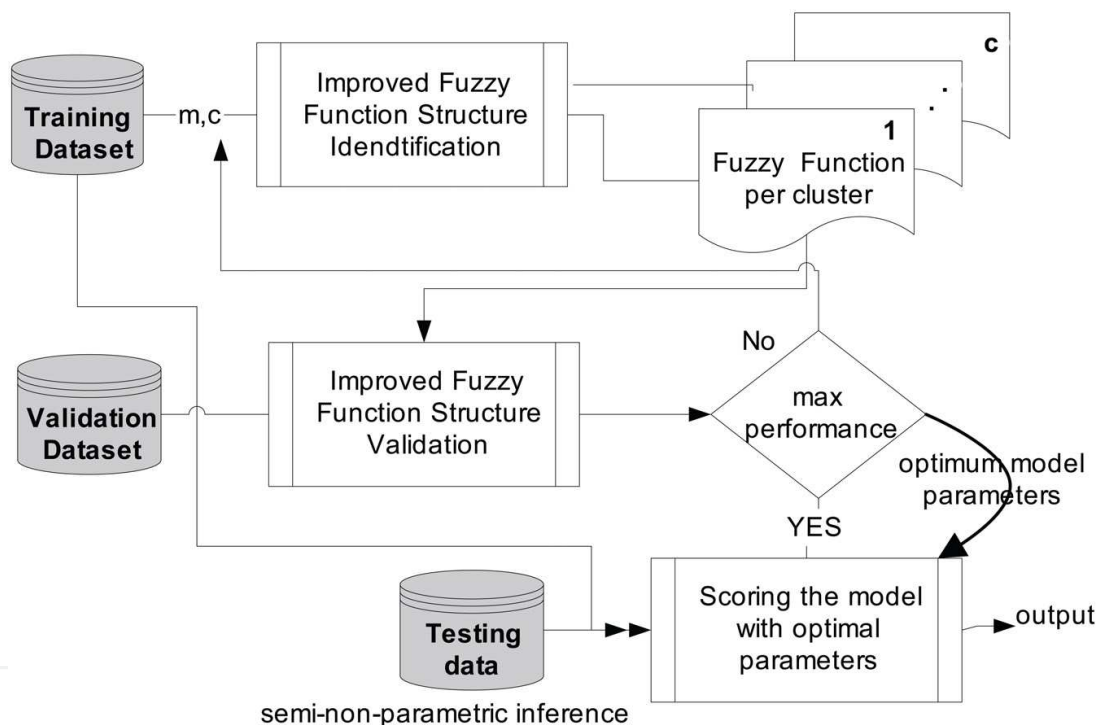 Training
Dataset
m,c
Improved Fuzzy
Function Structure
Idendtification
c
. .
1
Fuzzy Function
per cluster
Validation
Dataset
Improved Fuzzy
Function Structure
Validation
No
max
performance
optimum model
parameters
YES
Testing
data
Scoring the model
with optimal
parameters
output
semi-non-parametric inference